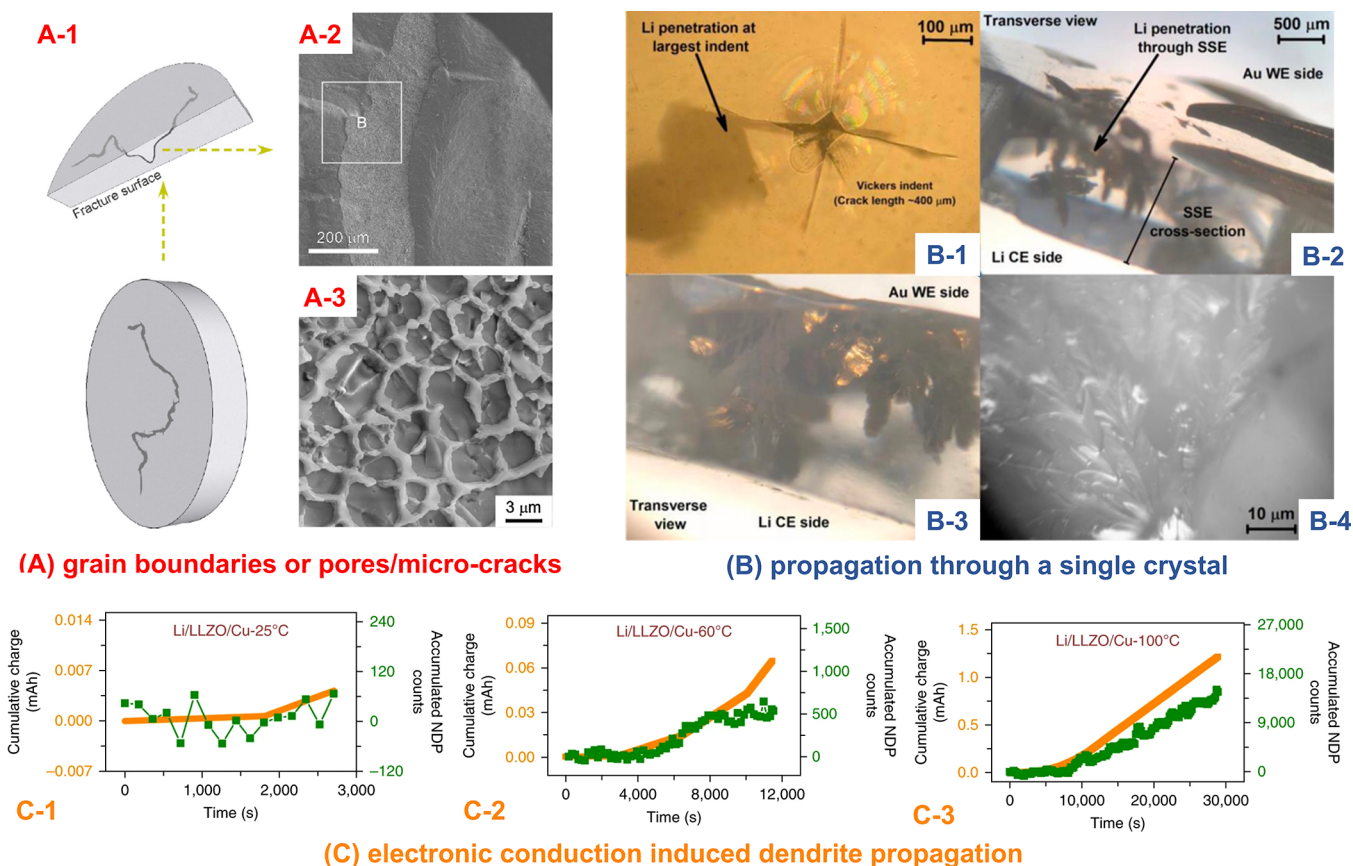 A-1
Fracture surface
A-2
B
200 μm
A-3
3 μm
(A) grain boundaries or pores/micro-cracks
Li penetration at
largest indent
100 μm
Vickers indent
(Crack length ~400 μm)
B-1
Transverse view
Li penetration
through SSE
500 μm
Au WE side
SSE
cross-section
Li CE side
B-2
Au WE side
Transverse
view
Li CE side
B-3
10 μm
B-4
(B) propagation through a single crystal
Li/LLZO/Cu-25°C
Cumulative charge
(mAh)
0.014
0.007
0.000
−0.007
240
120
0
−120
Accumulated NDP
counts
0
1,000
2,000
3,000
Time (s)
C-1
Li/LLZO/Cu-60°C
Cumulative charge
(mAh)
0.09
0.06
0.03
0.00
1,500
1,000
500
0
Accumulated NDP
counts
0
4,000
8,000
12,000
Time (s)
C-2
Li/LLZO/Cu-100°C
Cumulative charge
(mAh)
1.5
1.0
0.5
0.0
27,000
18,000
9,000
0
Accumulated NDP
counts
0
10,000
20,000
30,000
Time (s)
C-3
(C) electronic conduction induced dendrite propagation